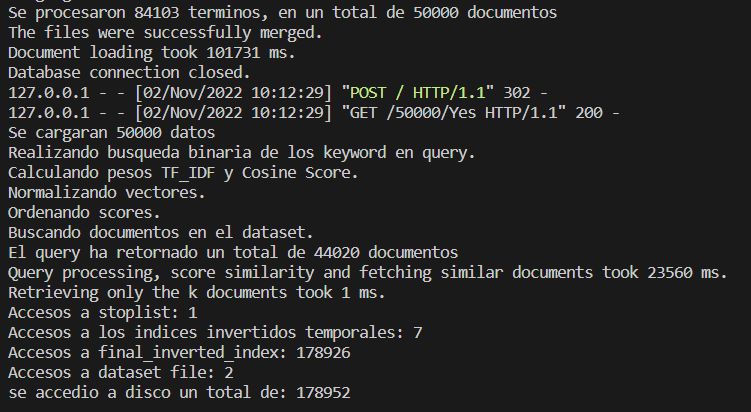 Se procesaron 84103 terminos, en un total de 50000 documentos
The files were successfully merged.
Document loading took 101731 ms.
Database connection closed.
127.0.0.1 - - [02/Nov/2022 10:12:29] "POST / HTTP/1.1" 302 -
127.0.0.1 - - [02/Nov/2022 10:12:29] "GET /50000/Yes HTTP/1.1" 200 -
Se cargaran 50000 datos
Realizando busqueda binaria de los keyword en query.
Calculando pesos TF_IDF y Cosine Score.
Normalizando vectores.
Ordenando scores.
Buscando documentos en el dataset.
El query ha retornado un total de 44020 documentos
Query processing, score similarity and fetching similar documents took 23560 ms.
Retrieving only the k documents took 1 ms.
Accesos a stoplist: 1
Accesos a los indices invertidos temporales: 7
Accesos a final_inverted_index: 178926
Accesos a dataset file: 2
se accedio a disco un total de: 178952